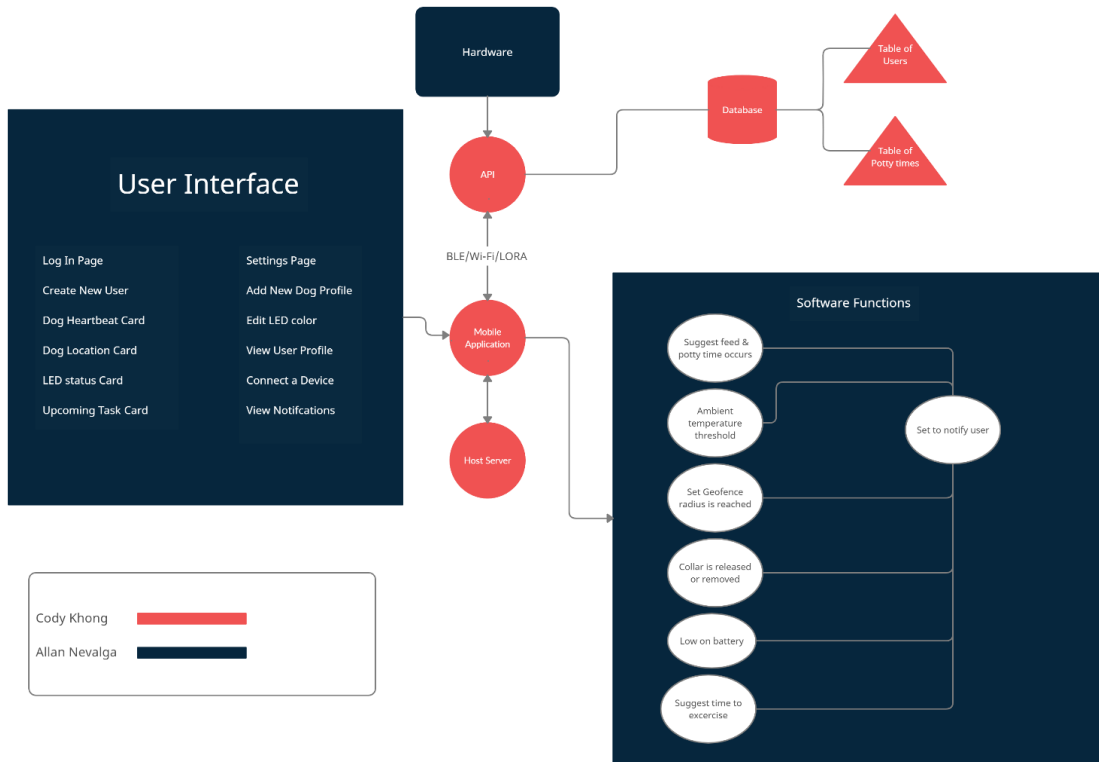 Hardware
Table of
Users
Database
Table of
Potty times
API
User Interface
Log In Page
Create New User
Dog Heartbeat Card
Dog Location Card
LED status Card
Upcoming Task Card
Settings Page
Add New Dog Profile
Edit LED color
View User Profile
Connect a Device
View Notifcations
BLE/Wi-Fi/LORA
Mobile
Application
Host Server
Software Functions
Suggest feed &
potty time occurs
Ambient
temperature
threshold
Set to notify user
Set Geofence
radius is reached
Collar is released
or removed
Low on battery
Suggest time to
excercise
Cody Khong
Allan Nevalga